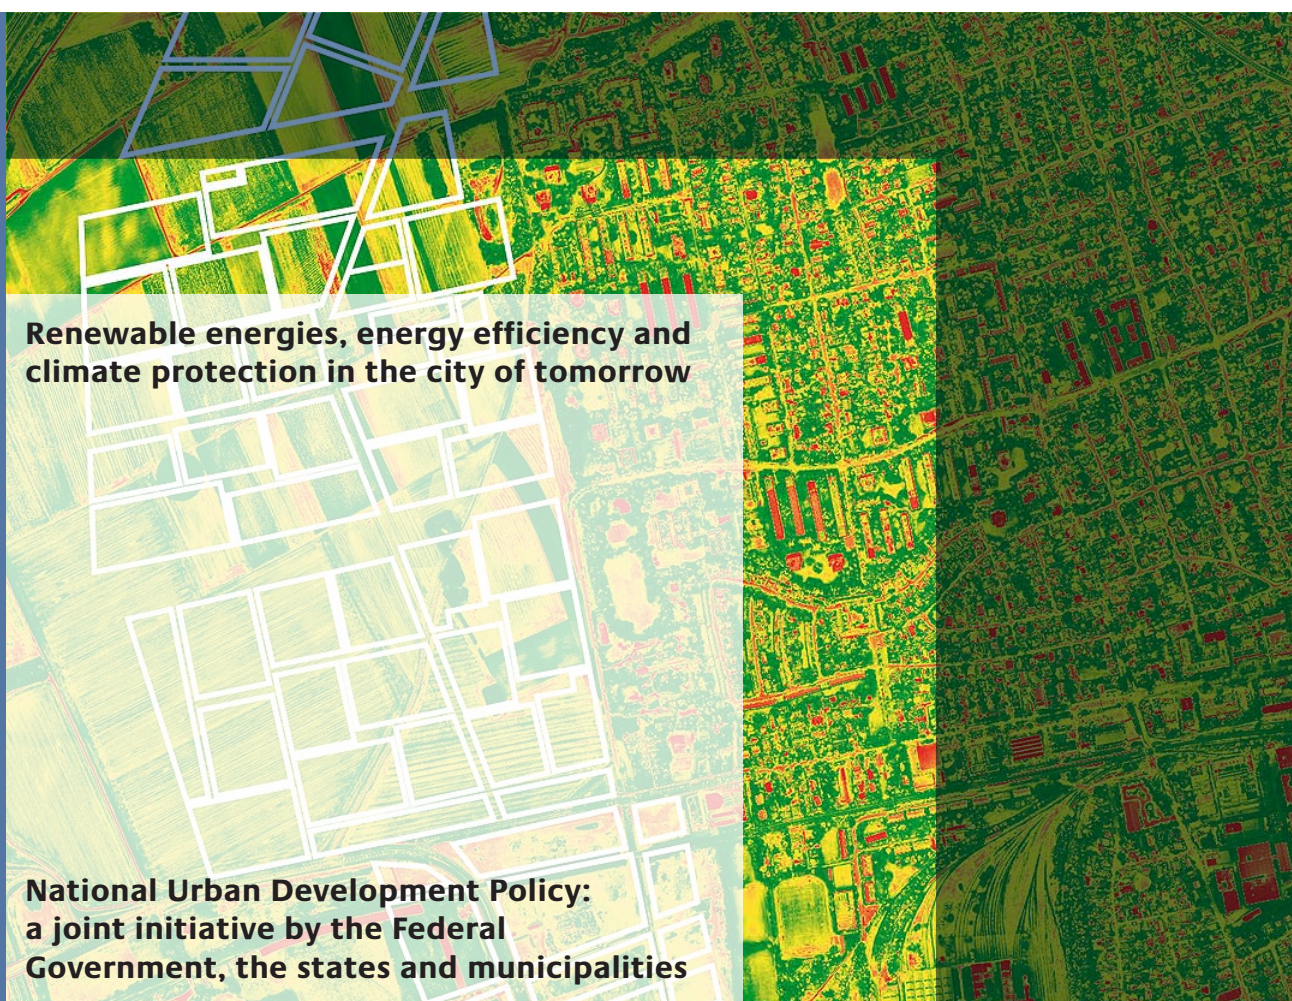 Renewable energies, energy efficiency and
climate protection in the city of tomorrow
National Urban Development Policy:
a joint initiative by the Federal
Government, the states and municipalities